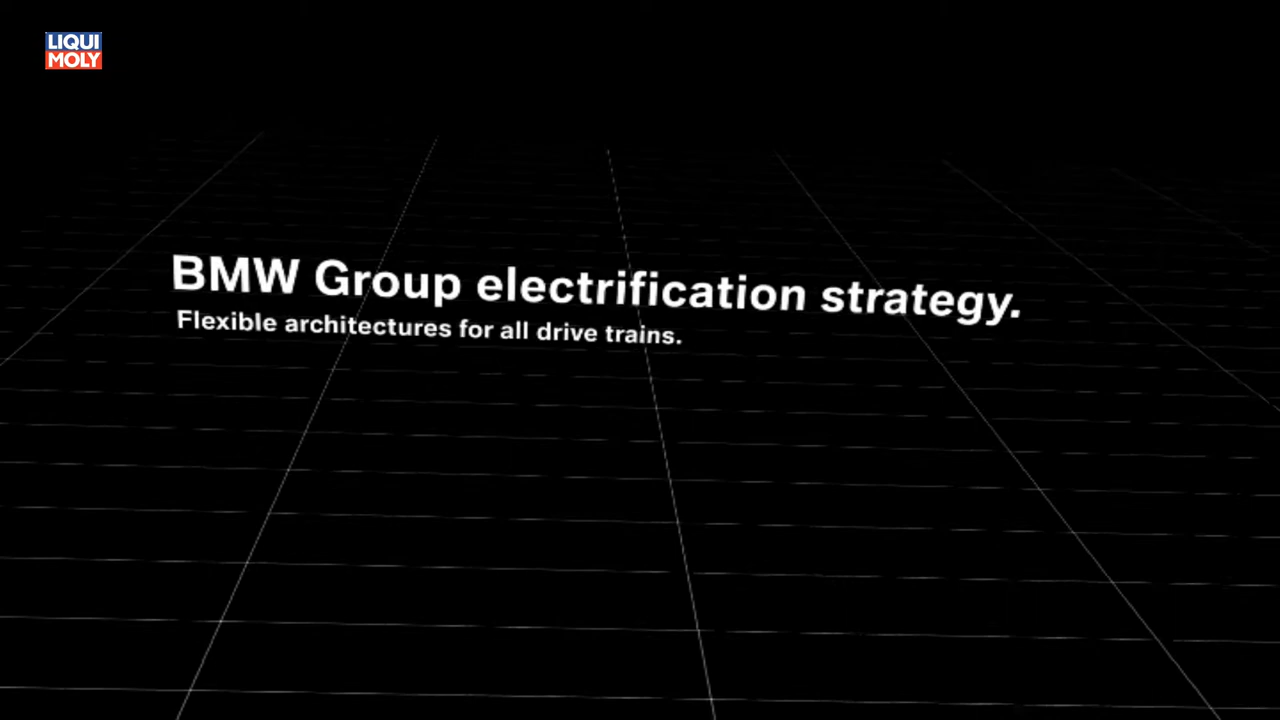 LIQUI
MOLY
BMW Group electrification strategy.
Flexible architectures for all drive trains.